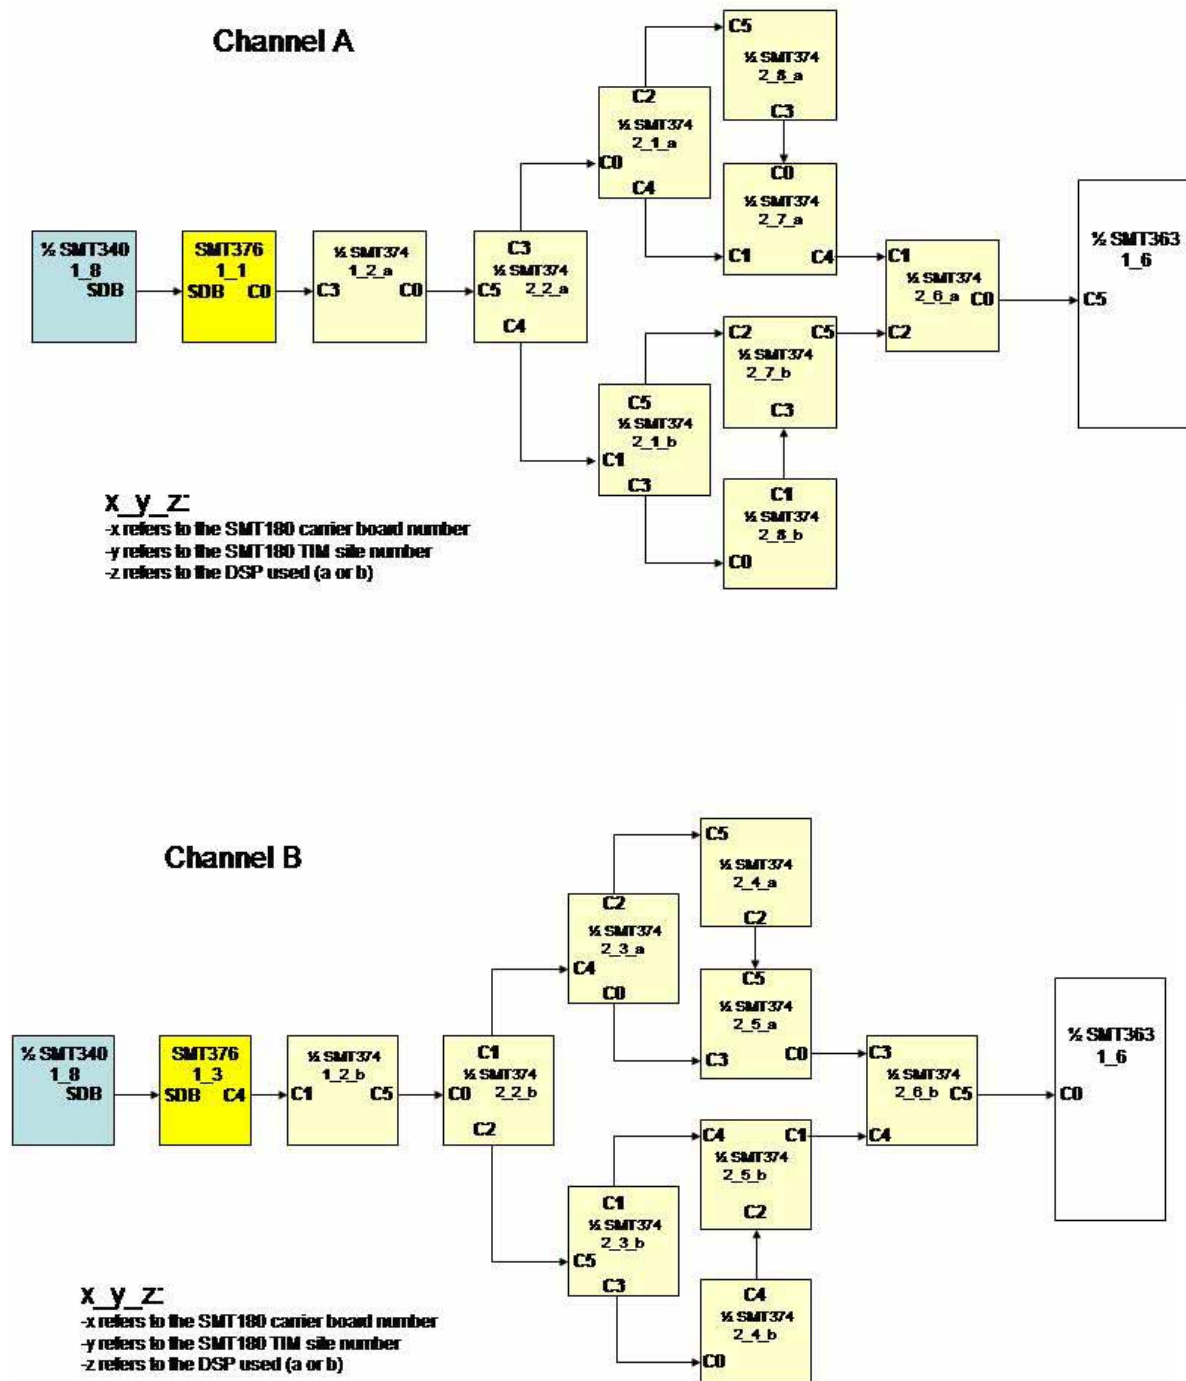 Channel A
C5
½ SMT374
2_8_a
C3
C2
½ SMT374
2_1_a
C0
C4
C0
½ SMT374
2_7_a
C1
C4
½ SMT340
1_8
SDB
SMT376
1_1
SDB
C0
½ SMT374
1_2_a
C3
C0
C3
½ SMT374
C5
2_2_a
C4
C1
½ SMT374
2_6_a
C0
C2
½ SMT363
1_6
C5
C2
C5
½ SMT374
2_7_b
C3
C5
½ SMT374
2_1_b
C1
C3
C1
½ SMT374
2_8_b
C0
x_y_z:
-x refers to the SMT180 carrier board number
-y refers to the SMT180 TIM site number
-z refers to the DSP used (a or b)
Channel B
C5
½ SMT374
2_4_a
C2
C2
½ SMT374
2_3_a
C4
C0
C5
½ SMT374
2_5_a
C3
C0
½ SMT340
1_8
SDB
SMT376
1_3
SDB
C4
½ SMT374
1_2_b
C1
C5
C1
½ SMT374
C0
2_2_b
C2
C3
½ SMT374
2_6_b
C5
C4
½ SMT363
1_6
C0
C4
C1
½ SMT374
2_5_b
C2
C1
½ SMT374
2_3_b
C5
C3
C4
½ SMT374
2_4_b
C0
x_y_z:
-x refers to the SMT180 carrier board number
-y refers to the SMT180 TIM site number
-z refers to the DSP used (a or b)